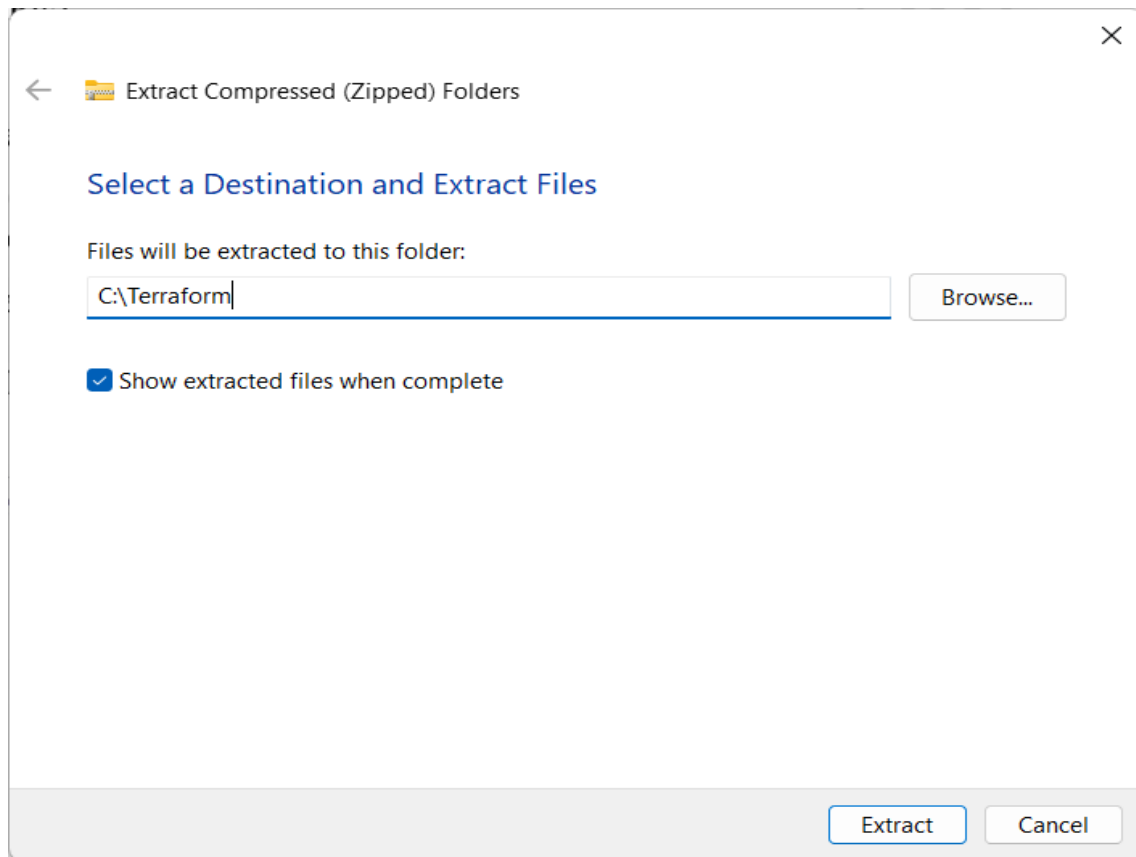 Extract Compressed (Zipped) Folders
Select a Destination and Extract Files
Files will be extracted to this folder:
C:\Terraform
Browse...
Show extracted files when complete
Extract
Cancel